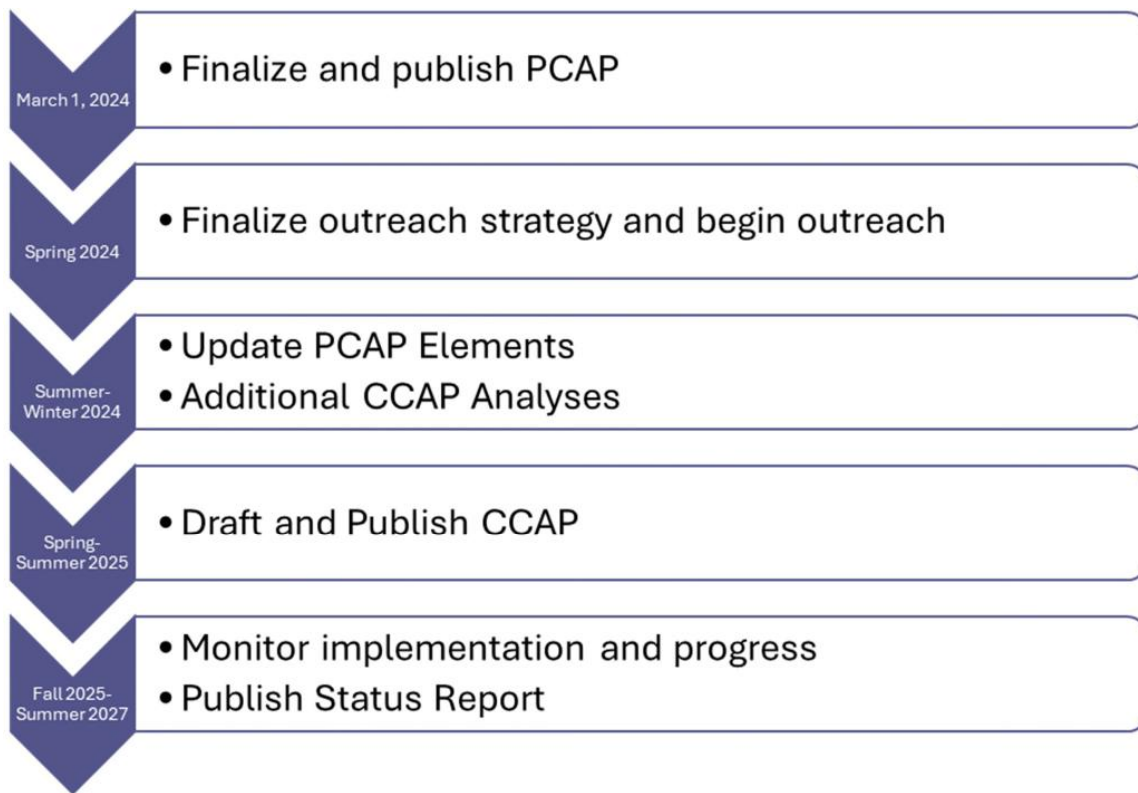 March 1, 2024
• Finalize and publish PCAP
Spring 2024
• Finalize outreach strategy and begin outreach
Summer-
Winter 2024
• Update PCAP Elements
• Additional CCAP Analyses
Spring-
Summer 2025
• Draft and Publish CCAP
Fall 2025-
Summer 2027
• Monitor implementation and progress
• Publish Status Report